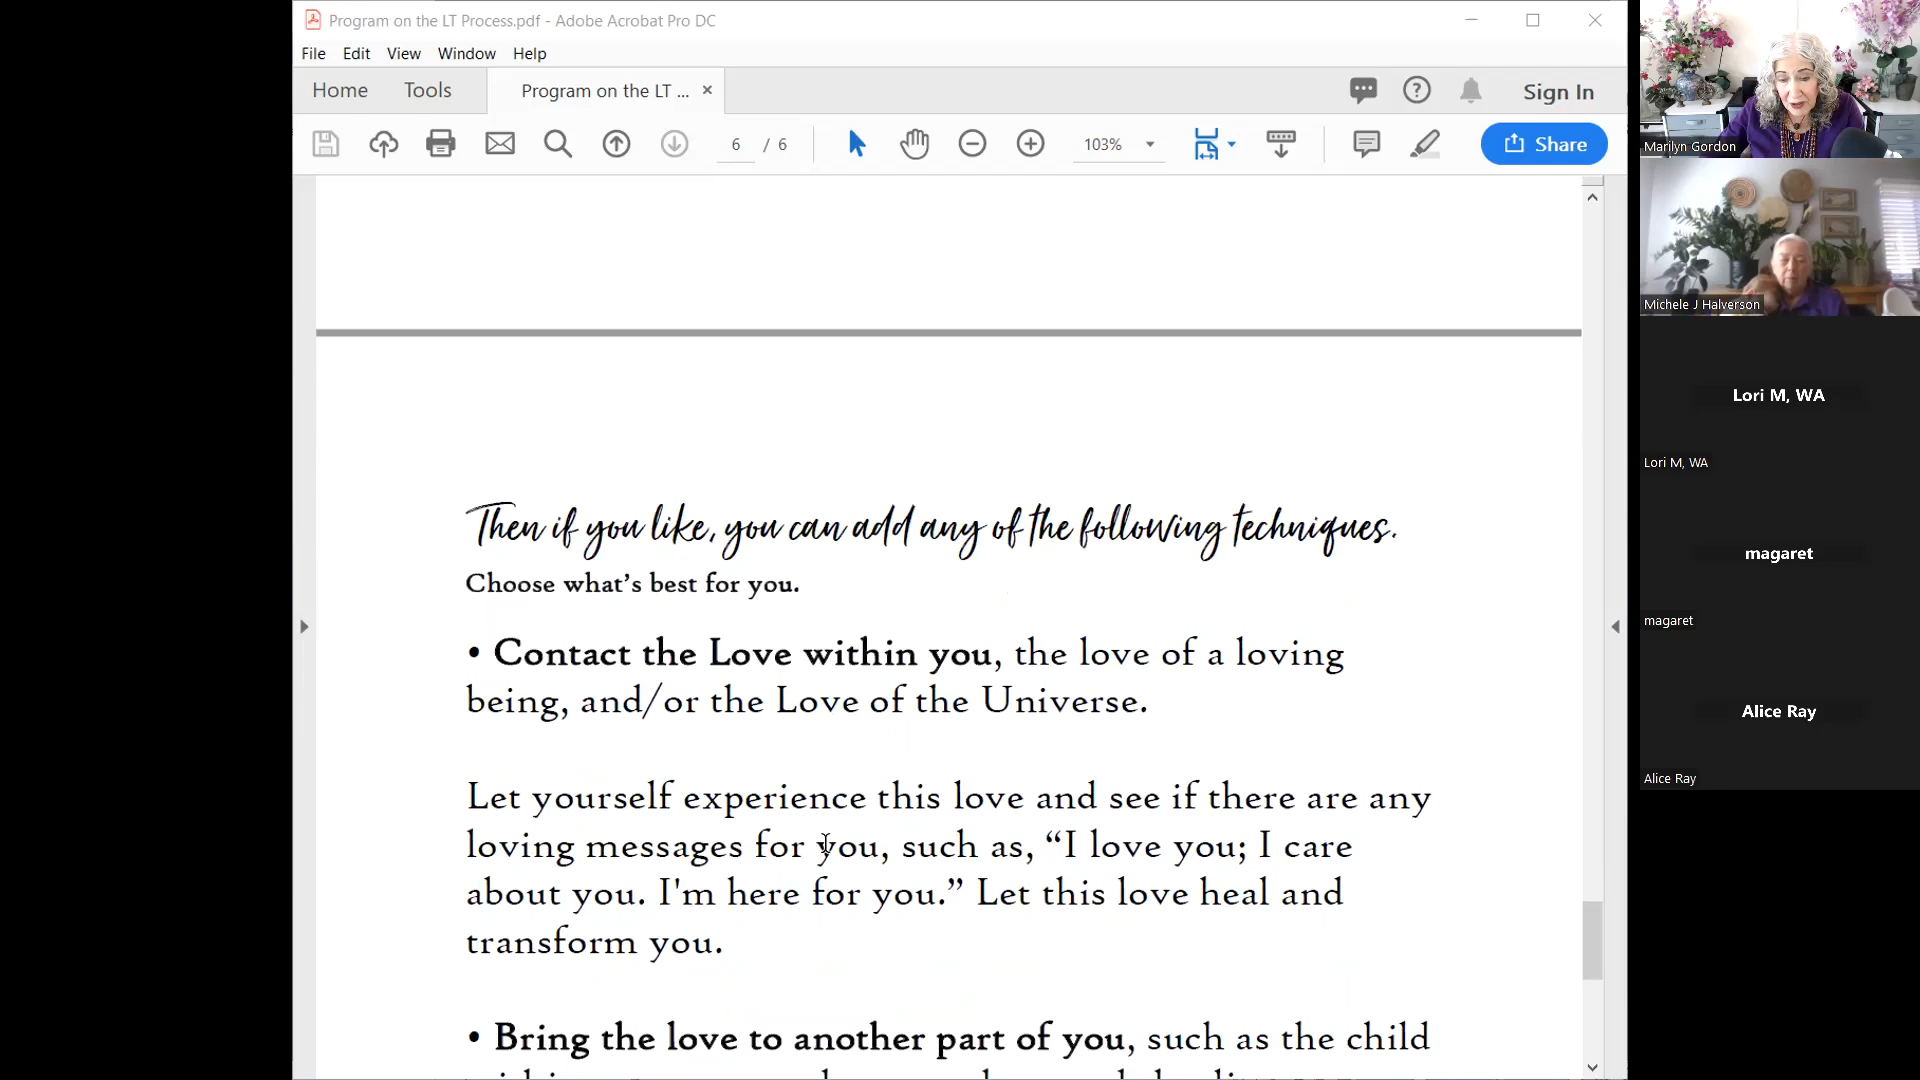 Program on the LT Process.pdf - Adobe Acrobat Pro DC
File Edit View Window Help
Home Tools Program on the LT ... × Sign In
6 / 6 103% Share
Then if you like, you can add any of the following techniques.
Choose what's best for you.
• Contact the Love within you, the love of a loving
being, and/or the Love of the Universe.
Let yourself experience this love and see if there are any
loving messages for you, such as, “I love you; I care
about you. I'm here for you.” Let this love heal and
transform you.
• Bring the love to another part of you, such as the child
Marilyn Gordon
Michele J Halverson
Lori M, WA
Lori M, WA
magaret
magaret
Alice Ray
Alice Ray